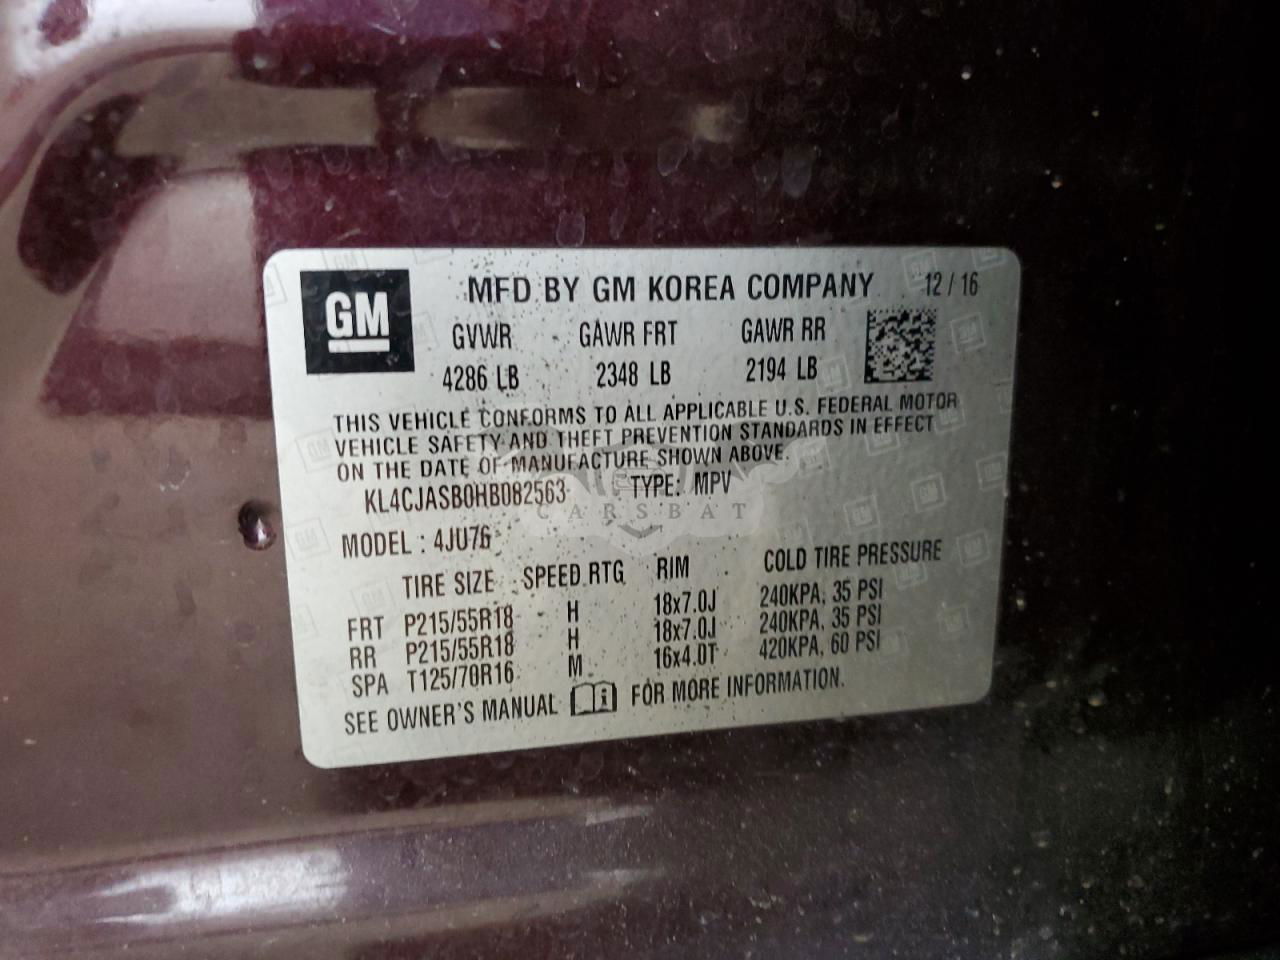 GM
MFD BY GM KOREA COMPANY 12 / 16
GVWR GAWR FRT GAWR RR
4286 LB 2348 LB 2194 LB
THIS VEHICLE CONFORMS TO ALL APPLICABLE U.S. FEDERAL MOTOR
VEHICLE SAFETY AND THEFT PREVENTION STANDARDS IN EFFECT
ON THE DATE OF MANUFACTURE SHOWN ABOVE.
KL4CJASB0HB082563 TYPE: MPV
CARSBAT
MODEL : 4JU76
TIRE SIZE SPEED RTG RIM COLD TIRE PRESSURE
FRT P215/55R18 H 18x7.0J 240KPA, 35 PSI
RR P215/55R18 H 18x7.0J 240KPA, 35 PSI
SPA T125/70R16 M 16x4.0T 420KPA, 60 PSI
SEE OWNER'S MANUAL i FOR MORE INFORMATION.